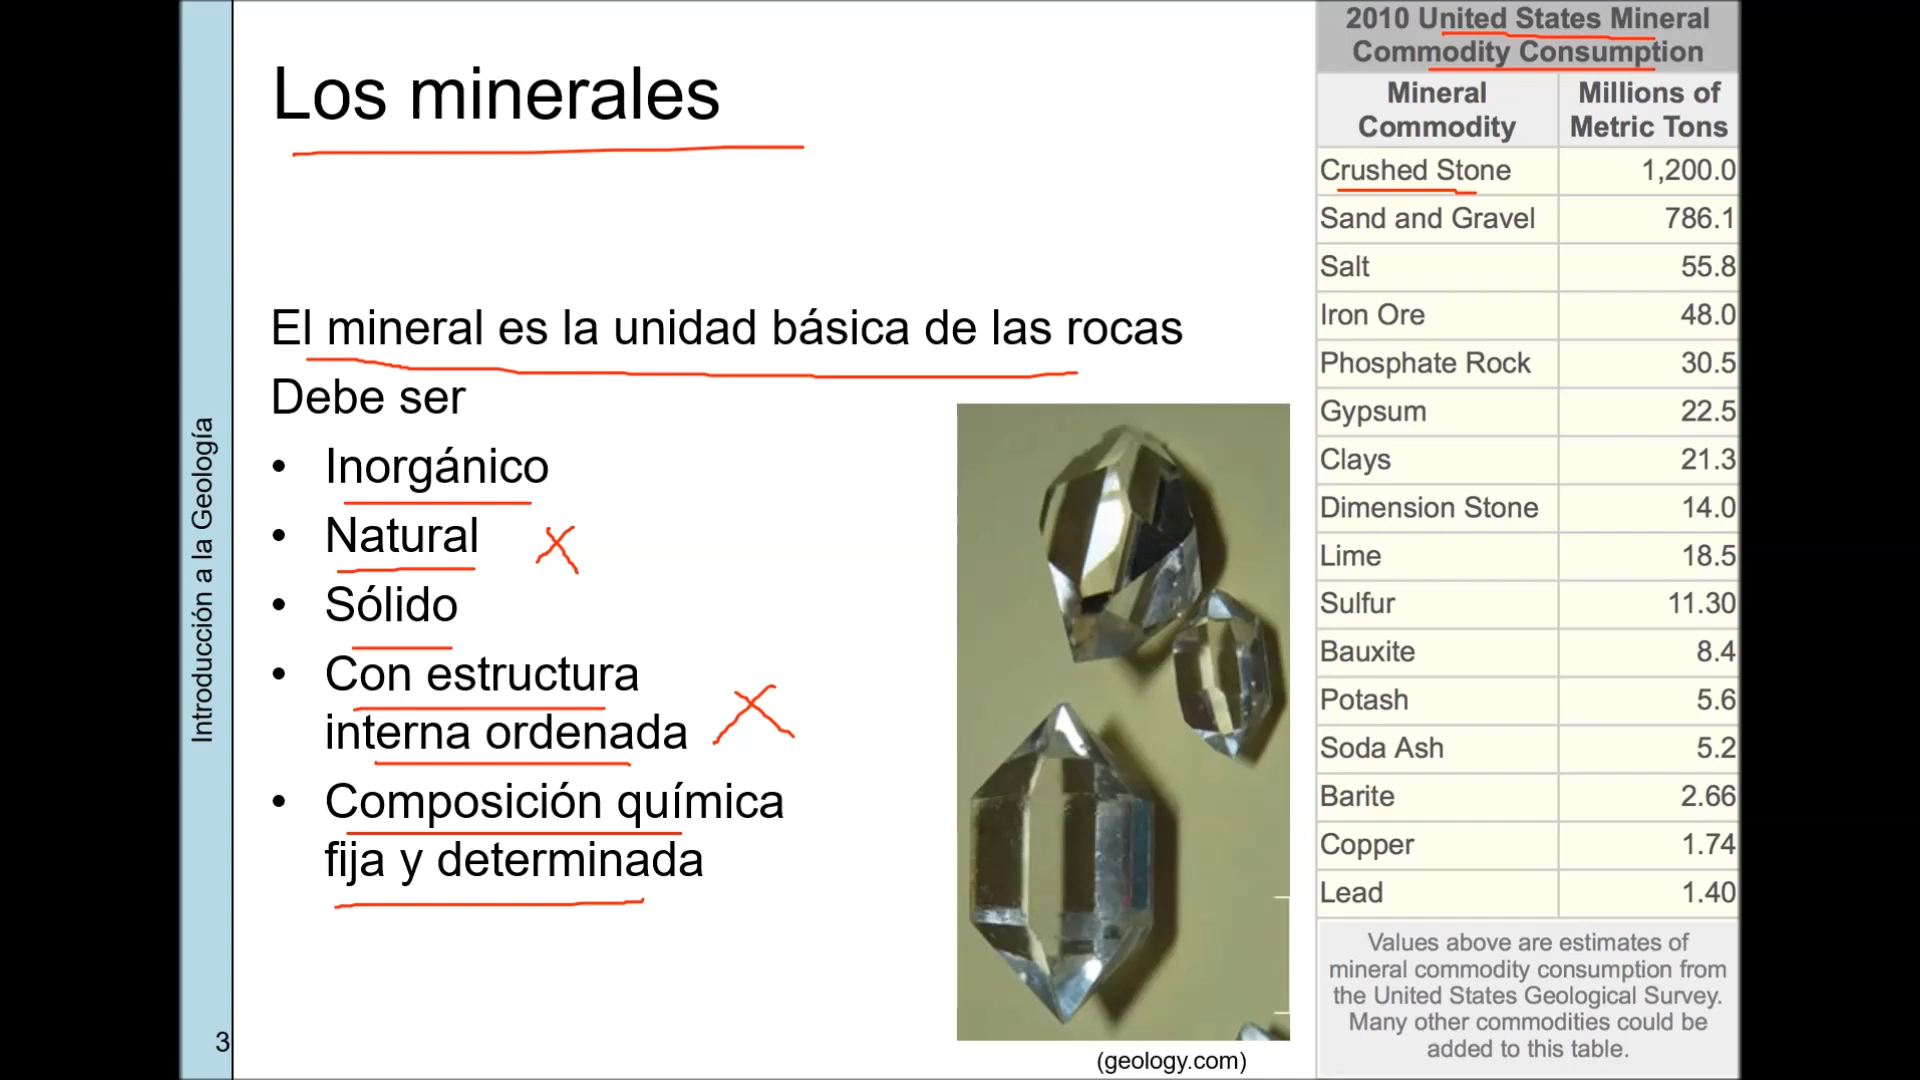 Introducción a la Geología
3
Los minerales
El mineral es la unidad básica de las rocas
Debe ser
• Inorgánico
• Natural
• Sólido
• Con estructura
interna ordenada
• Composición química
fija y determinada
(geology.com)
2010 United States Mineral
Commodity Consumption
Mineral Commodity | Millions of Metric Tons
Crushed Stone 1,200.0
Sand and Gravel 786.1
Salt 55.8
Iron Ore 48.0
Phosphate Rock 30.5
Gypsum 22.5
Clays 21.3
Dimension Stone 14.0
Lime 18.5
Sulfur 11.30
Bauxite 8.4
Potash 5.6
Soda Ash 5.2
Barite 2.66
Copper 1.74
Lead 1.40
Values above are estimates of
mineral commodity consumption from
the United States Geological Survey.
Many other commodities could be
added to this table.